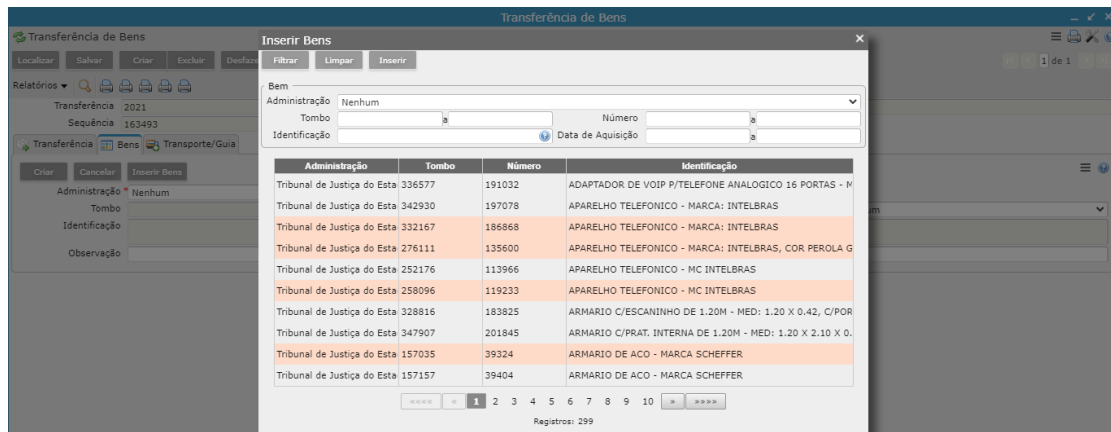 Transferência de Bens
Transferência de Bens
Localizar Salvar Criar Excluir Desfaze
1 de 1
Relatórios
Transferência 2021
Sequência 163493
Transferência Bens Transporte/Guia
Criar Cancelar Inserir Bens
Administração * Nenhum
Tombo
Identificação
Observação
Inserir Bens
Filtrar Limpar Inserir
Bem
Administração Nenhum
Tombo a Número a
Identificação Data de Aquisição a
Administração Tombo Número Identificação
Tribunal de Justiça do Esta 336577 191032 ADAPTADOR DE VOIP P/TELEFONE ANALOGICO 16 PORTAS - M
Tribunal de Justiça do Esta 342930 197078 APARELHO TELEFONICO - MARCA: INTELBRAS
Tribunal de Justiça do Esta 332167 186868 APARELHO TELEFONICO - MARCA: INTELBRAS
Tribunal de Justiça do Esta 276111 135600 APARELHO TELEFONICO - MARCA: INTELBRAS, COR PEROLA G
Tribunal de Justiça do Esta 252176 113966 APARELHO TELEFONICO - MC INTELBRAS
Tribunal de Justiça do Esta 258096 119233 APARELHO TELEFONICO - MC INTELBRAS
Tribunal de Justiça do Esta 328816 183825 ARMARIO C/ESCANINHO DE 1.20M - MED: 1.20 X 0.42, C/POR
Tribunal de Justiça do Esta 347907 201845 ARMARIO C/PRAT. INTERNA DE 1.20M - MED: 1.20 X 2.10 X 0.
Tribunal de Justiça do Esta 157035 39324 ARMARIO DE ACO - MARCA SCHEFFER
Tribunal de Justiça do Esta 157157 39404 ARMARIO DE ACO - MARCA SCHEFFER
«««« « 1 2 3 4 5 6 7 8 9 10 » »»»»
Registros: 299